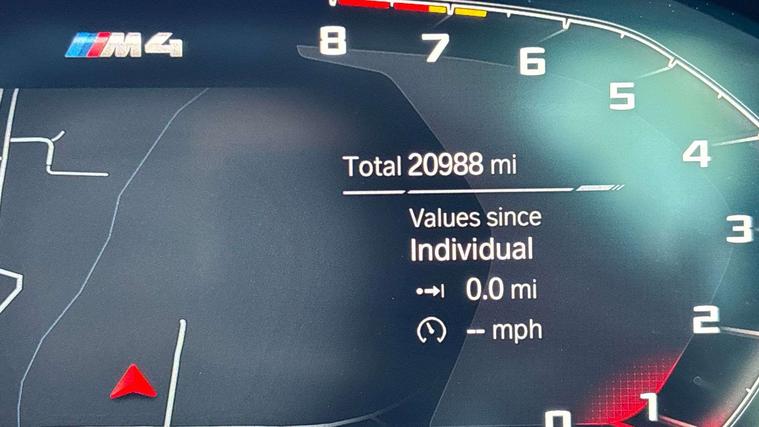 M4
8
7
6
5
4
3
2
1
0
Total 20988 mi
Values since
Individual
0.0 mi
-- mph